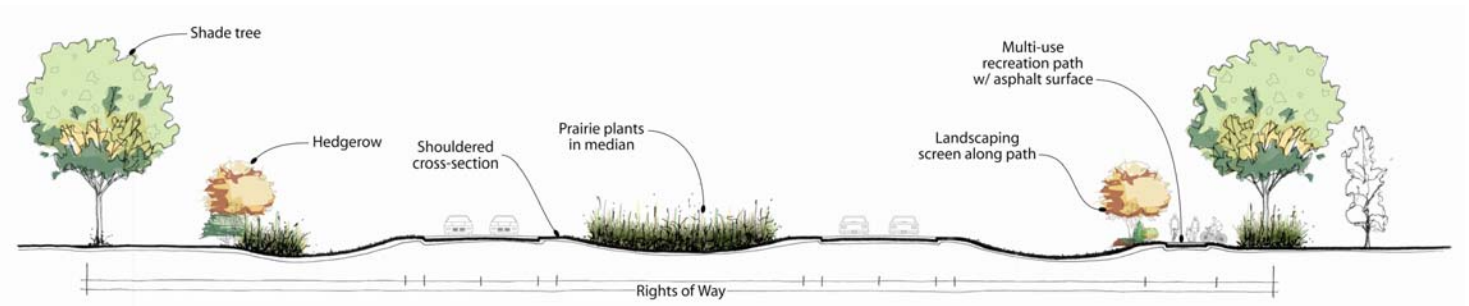 Shade tree
Hedgerow
Shouldered
cross-section
Prairie plants
in median
Landscaping
screen along path
Multi-use
recreation path
w/ asphalt surface
Rights of Way